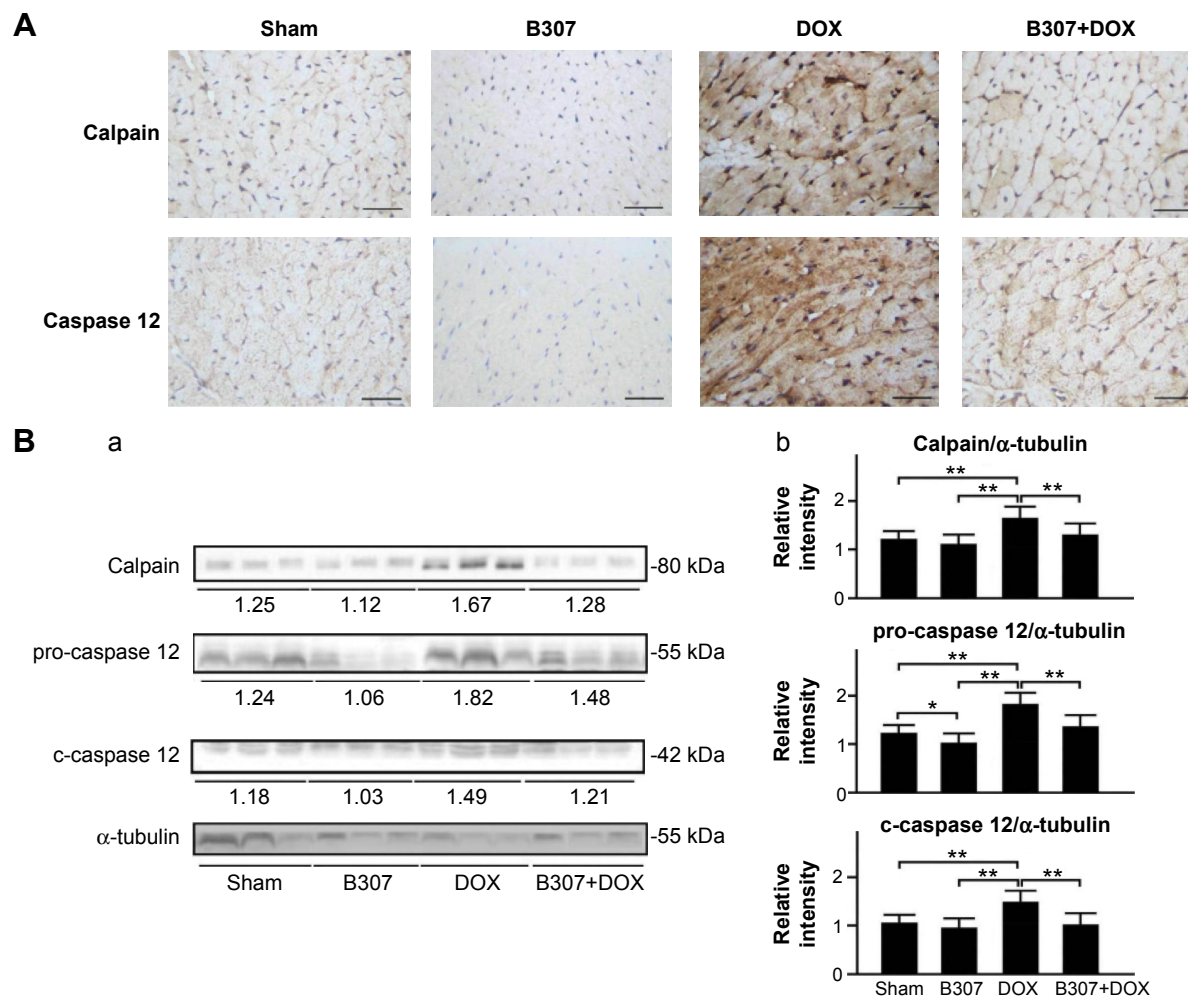 A
Sham B307 DOX B307+DOX
Calpain
Caspase 12
B a
Calpain -80 kDa
1.25 1.12 1.67 1.28
pro-caspase 12 -55 kDa
1.24 1.06 1.82 1.48
c-caspase 12 -42 kDa
1.18 1.03 1.49 1.21
α-tubulin -55 kDa
Sham B307 DOX B307+DOX
b
Calpain/α-tubulin
Relative
intensity
2
1
0
** ** **
pro-caspase 12/α-tubulin
Relative
intensity
2
1
0
** ** ** *
c-caspase 12/α-tubulin
Relative
intensity
2
1
0
** ** **
Sham B307 DOX B307+DOX